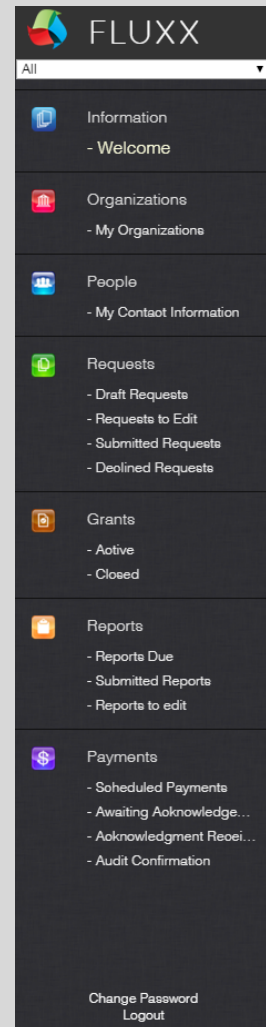 FLUXX
All
Information
- Welcome
Organizations
- My Organizations
People
- My Contact Information
Requests
- Draft Requests
- Requests to Edit
- Submitted Requests
- Declined Requests
Grants
- Active
- Closed
Reports
- Reports Due
- Submitted Reports
- Reports to edit
Payments
- Scheduled Payments
- Awaiting Acknowledge...
- Acknowledgment Recei...
- Audit Confirmation
Change Password
Logout